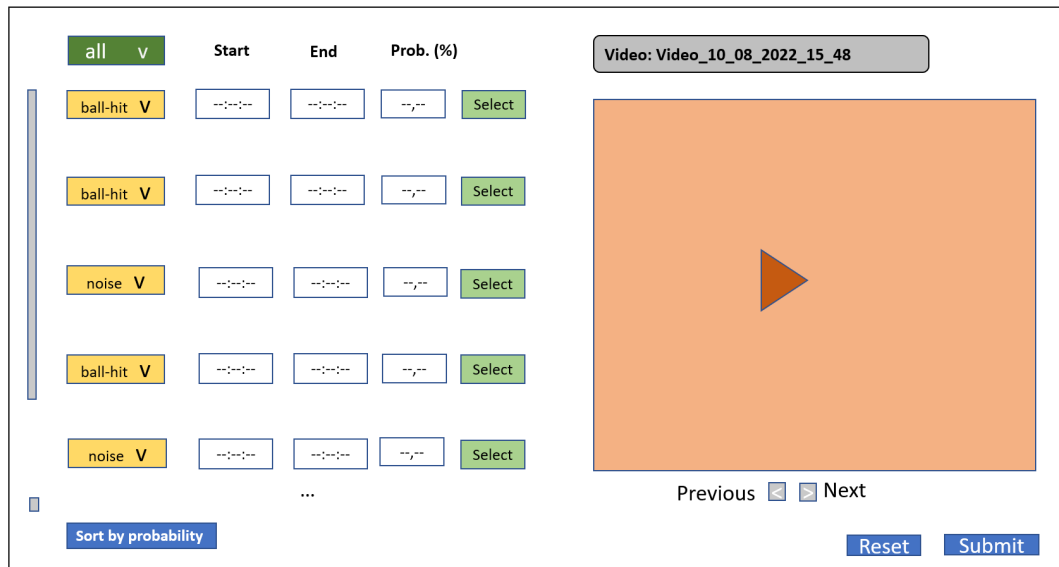 all v Start End Prob. (%)
Video: Video_10_08_2022_15_48
ball-hit V --:--:-- --:--:-- --,-- Select
ball-hit V --:--:-- --:--:-- --,-- Select
noise V --:--:-- --:--:-- --,-- Select
ball-hit V --:--:-- --:--:-- --,-- Select
noise V --:--:-- --:--:-- --,-- Select
...
Previous < > Next
Sort by probability
Reset Submit